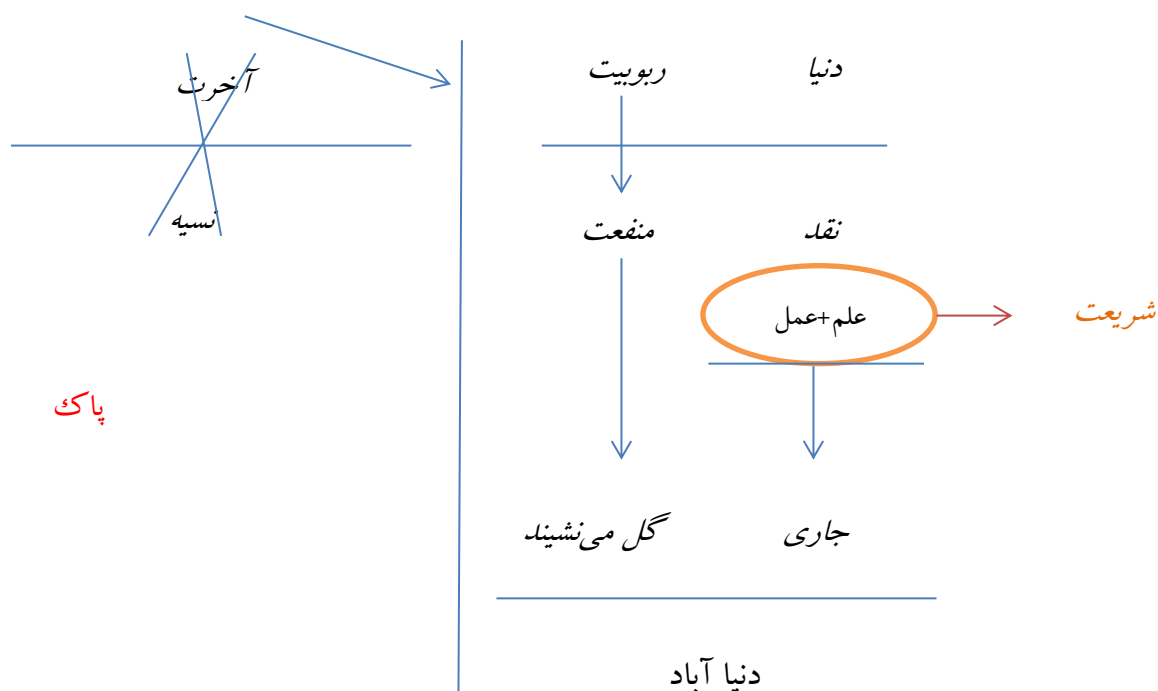 دنیا ربوبیت آخرت
نقد منفعت نسیه
علم+عمل شریعت
پاک
جاری گل می‌نشیند
دنیا آباد